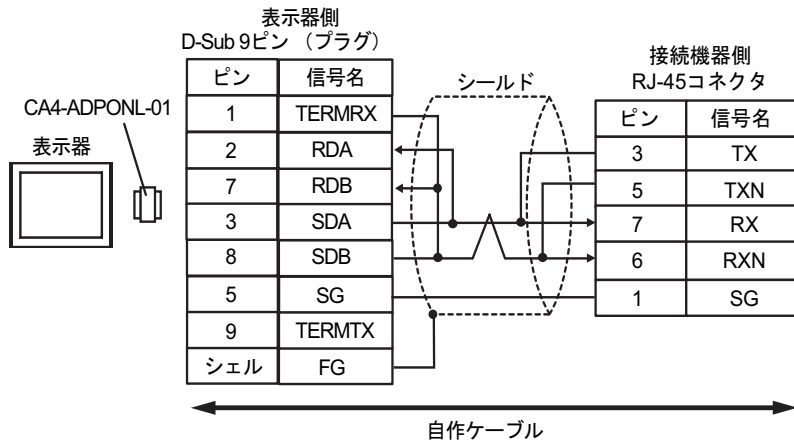 表示器側
D-Sub 9ピン （プラグ）
ピン 信号名
1 TERMRX
2 RDA
7 RDB
3 SDA
8 SDB
5 SG
9 TERMTX
シェル FG
CA4-ADPONL-01
表示器
シールド
接続機器側
RJ-45コネクタ
ピン 信号名
3 TX
5 TXN
7 RX
6 RXN
1 SG
自作ケーブル